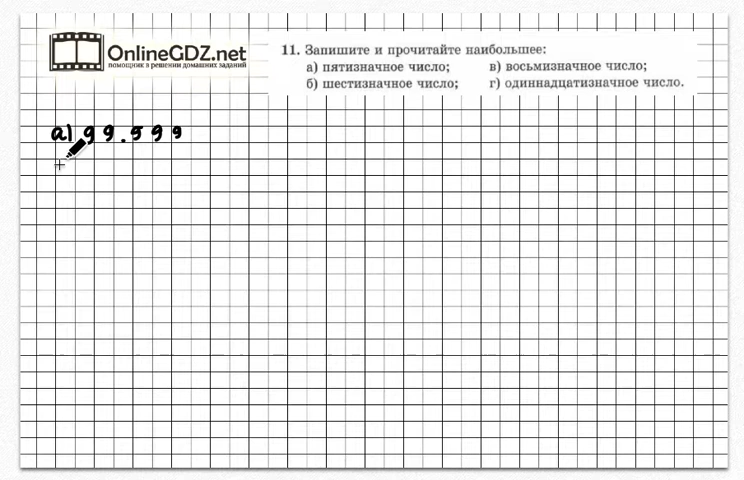 OnlineGDZ.net
помощник в решении домашних заданий
11. Запишите и прочитайте наибольшее:
а) пятизначное число;
в) восьмизначное число;
б) шестизначное число;
г) одиннадцатизначное число.
а) 99.599